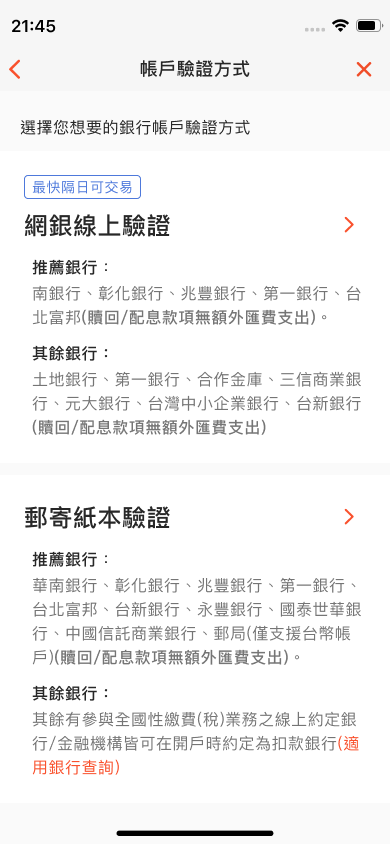 21:45
帳戶驗證方式
選擇您想要的銀行帳戶驗證方式
最快隔日可交易
網銀線上驗證
推薦銀行：
南銀行、彰化銀行、兆豐銀行、第一銀行、台
北富邦(贖回/配息款項無額外匯費支出)。
其餘銀行：
土地銀行、第一銀行、合作金庫、三信商業銀
行、元大銀行、台灣中小企業銀行、台新銀行
(贖回/配息款項無額外匯費支出)
郵寄紙本驗證
推薦銀行：
華南銀行、彰化銀行、兆豐銀行、第一銀行、
台北富邦、台新銀行、永豐銀行、國泰世華銀
行、中國信託商業銀行、郵局(僅支援台幣帳
戶)(贖回/配息款項無額外匯費支出)。
其餘銀行：
其餘有參與全國性繳費(稅)業務之線上約定銀
行/金融機構皆可在開戶時約定為扣款銀行(適
用銀行查詢)